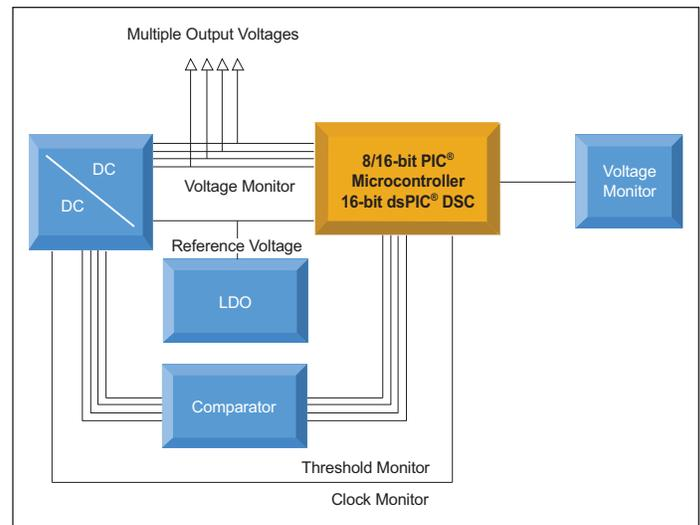 Multiple Output Voltages
DC
DC
Voltage Monitor
8/16-bit PIC®
Microcontroller
16-bit dsPIC® DSC
Voltage
Monitor
Reference Voltage
LDO
Comparator
Threshold Monitor
Clock Monitor